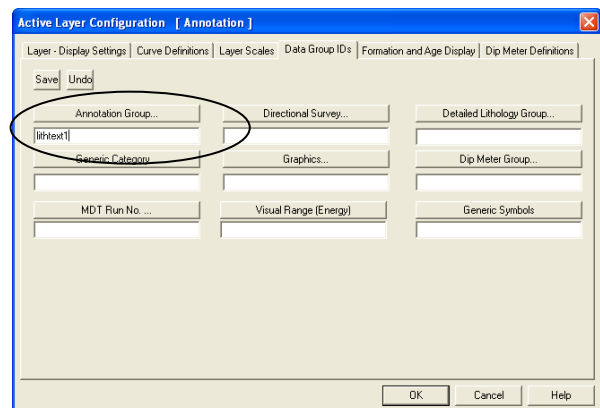 Active Layer Configuration [ Annotation ]
Layer - Display Settings Curve Definitions Layer Scales Data Group IDs Formation and Age Display Dip Meter Definitions
Save Undo
Annotation Group... Directional Survey... Detailed Lithology Group...
lithtext1
Generic Category... Graphics... Dip Meter Group...
MDT Run No. ... Visual Range (Energy) Generic Symbols
OK Cancel Help